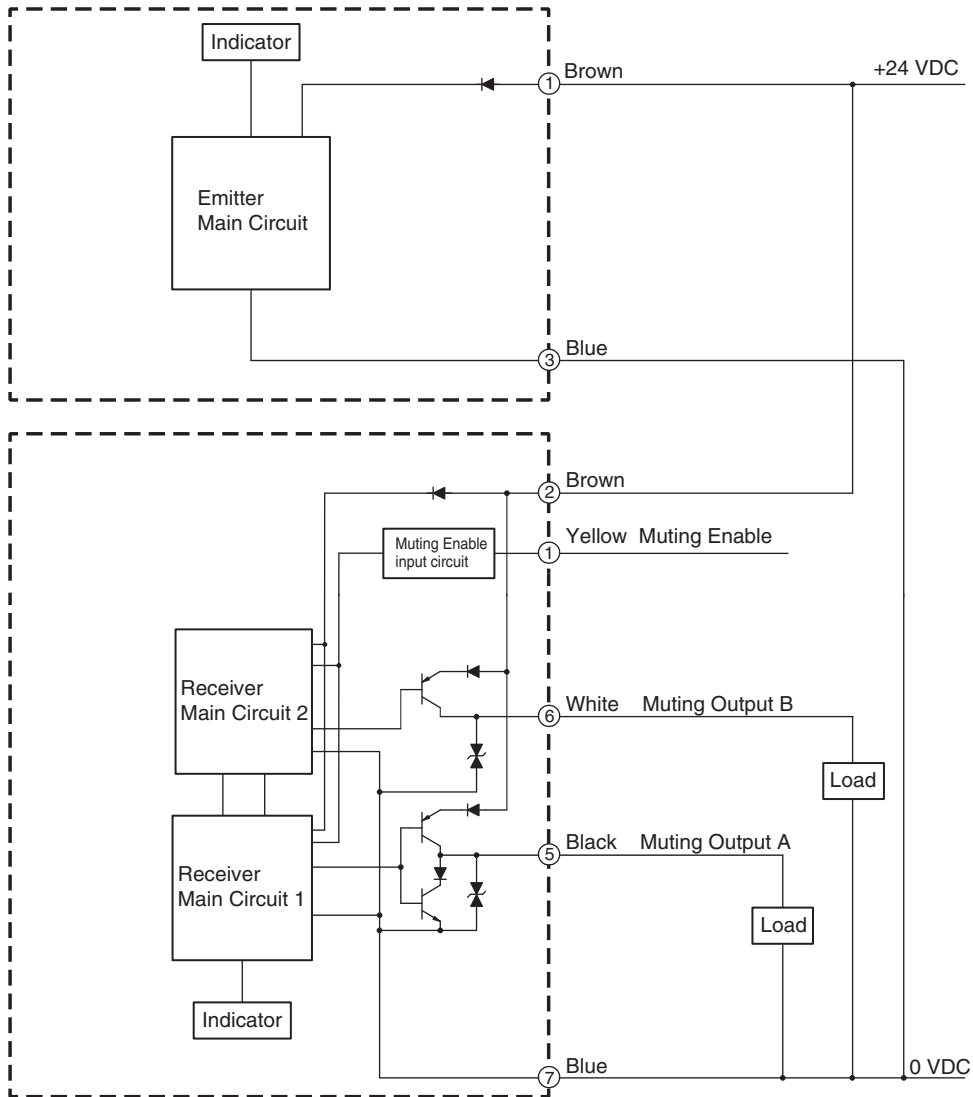 Indicator
1
Brown
+24 VDC
Emitter
Main Circuit
3
Blue
2
Brown
Muting Enable
input circuit
1
Yellow Muting Enable
Receiver
Main Circuit 2
6
White Muting Output B
Load
5
Black Muting Output A
Receiver
Main Circuit 1
Load
Indicator
7
Blue
0 VDC